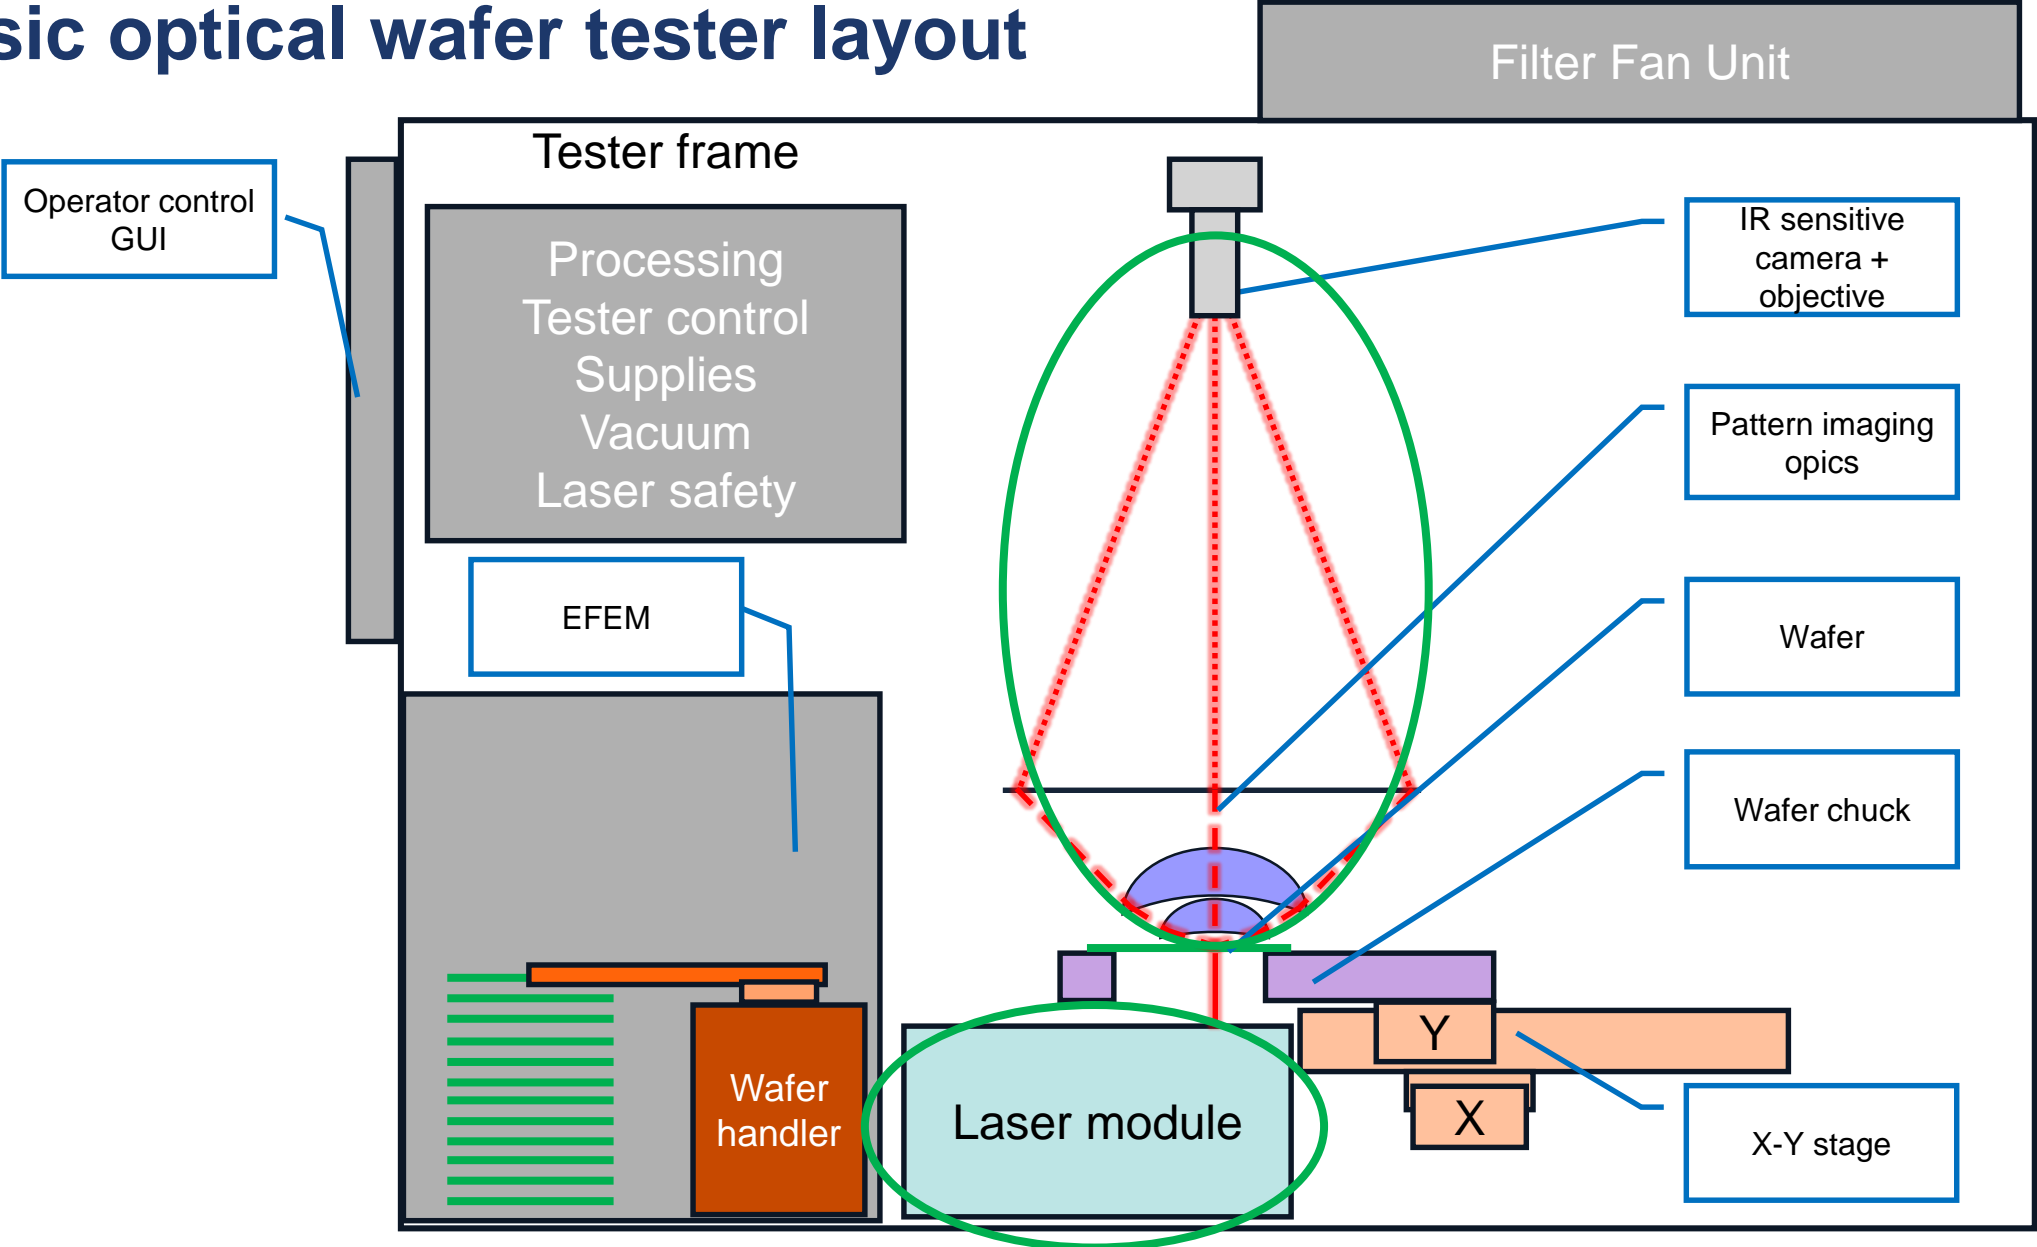 sic optical wafer tester layout
Filter Fan Unit
Tester frame
Operator control
GUI
Processing
Tester control
Supplies
Vacuum
Laser safety
IR sensitive
camera +
objective
Pattern imaging
opics
EFEM
Wafer
Wafer chuck
Y
X
Wafer
handler
Laser module
X-Y stage